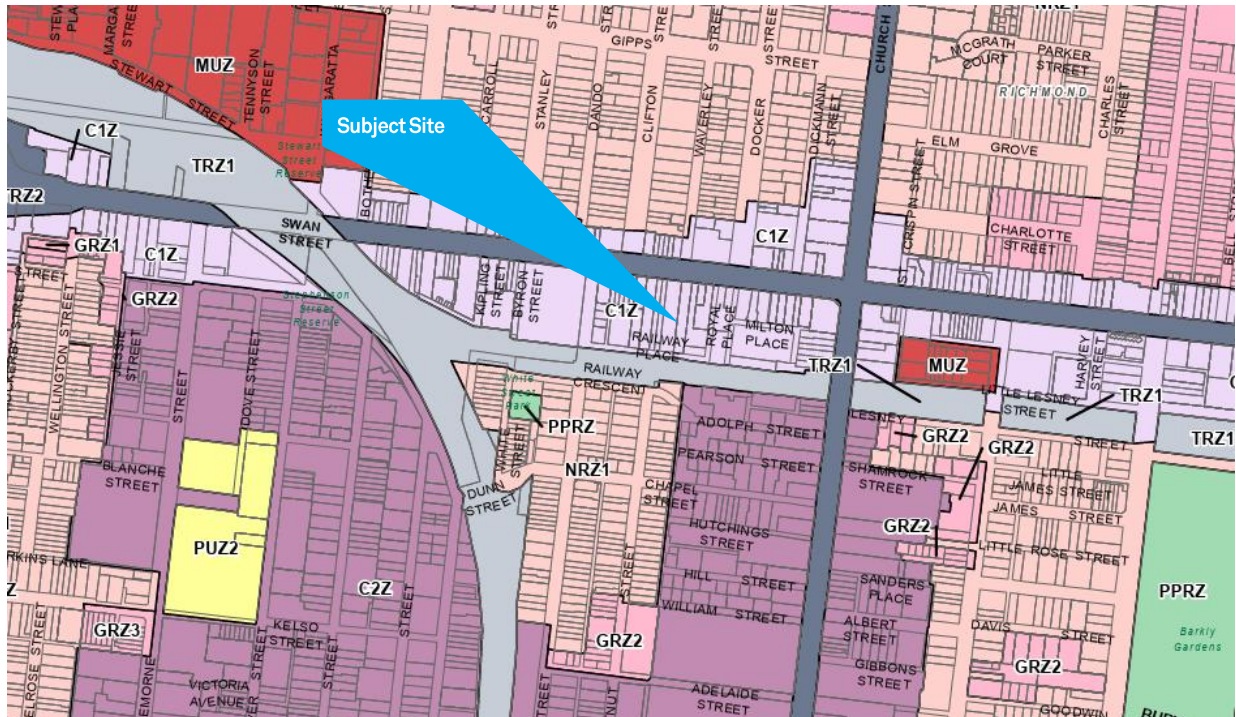 STEWART
STREET
MUZ
TENNYSON
STREET
Stewart
Street
Reserve
GIPPS
STREET
CARROLL
STANLEY
STREET
DANDO
CLIFTON
WAVERLEY
STREET
DOCKER
STREET
DICKMANN
STREET
CHURCH
MCGRATH
COURT
PARKER
STREET
RICHMOND
CHARLES
STREET
ELM GROVE
CRISPIN STREET
CHARLOTTE
STREET
Subject Site
C1Z
TRZ1
TRZ2
SWAN
STREET
GRZ1
C1Z
GRZ2
STREET
WELLINGTON STREET
JESSIE
STREET
Stephenson
Street
Reserve
KIPLING
STREET
BYRON
STREET
C1Z
RAILWAY
PLACE
ROYAL
PLACE
MILTON
PLACE
C1Z
TRZ1
MUZ
HARVEY
STREET
LITTLE LESNEY
STREET
TRZ1
TRZ1
RAILWAY
CRESCENT
White
Street
Park
PPRZ
WHITE
STREET
NRZ1
DUNN
STREET
DOVE STREET
STREET
BLANCHE
STREET
PUZ2
C2Z
STREET
KELSO
STREET
GRZ3
VICTORIA
AVENUE
ADOLPH STREET
PEARSON STREET
CHAPEL
STREET
HUTCHINGS
STREET
HILL STREET
WILLIAM STREET
STREET
GRZ2
ADELAIDE
STREET
LESNEY
STREET
GRZ2
GRZ2
SHAMROCK
STREET
GRZ2
LITTLE
JAMES STREET
JAMES STREET
LITTLE ROSE STREET
SANDERS
PLACE
ALBERT
STREET
GIBBONS
STREET
DAVIS
STREET
GRZ2
GOODWIN
PPRZ
Barkly
Gardens